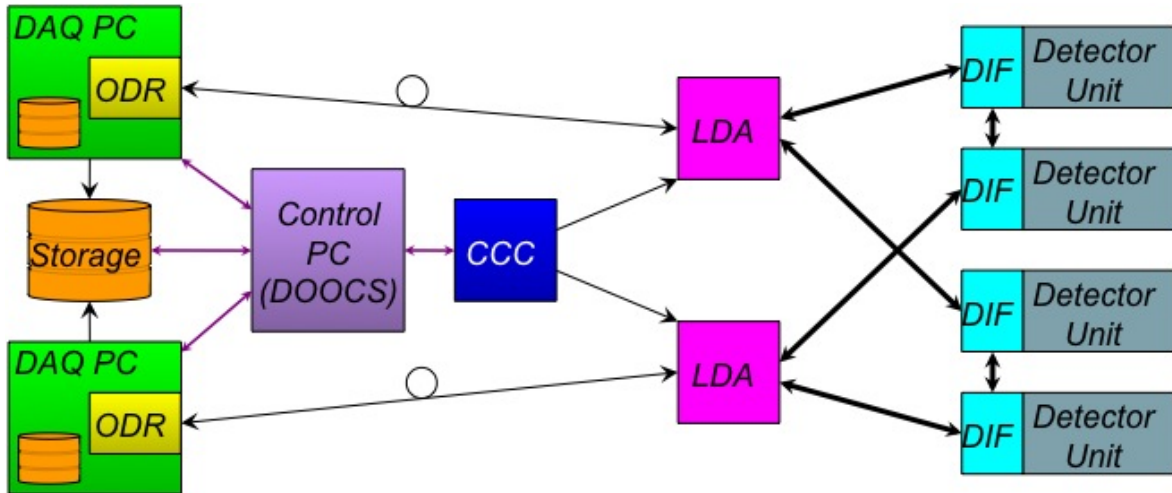 DAQ PC
ODR
Storage
DAQ PC
ODR
Control
PC
(DOOCS)
CCC
LDA
LDA
DIF
Detector
Unit
DIF
Detector
Unit
DIF
Detector
Unit
DIF
Detector
Unit